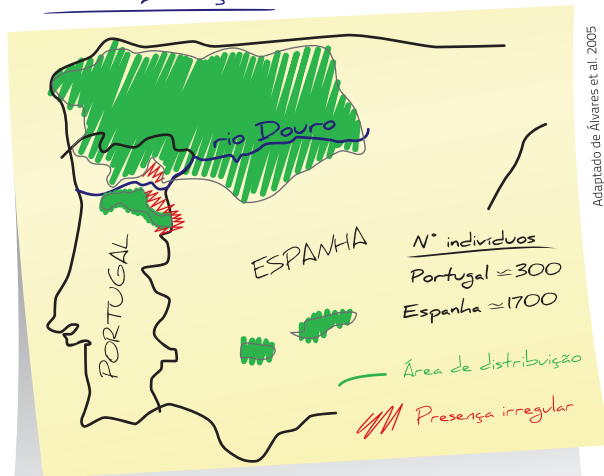 rio Douro
ESPANHA
PORTUGAL
N° indivíduos
Portugal ≃300
Espanha ≃1700
Área de distribuição
Presença irregular
Adaptado de Álvares et al. 2005